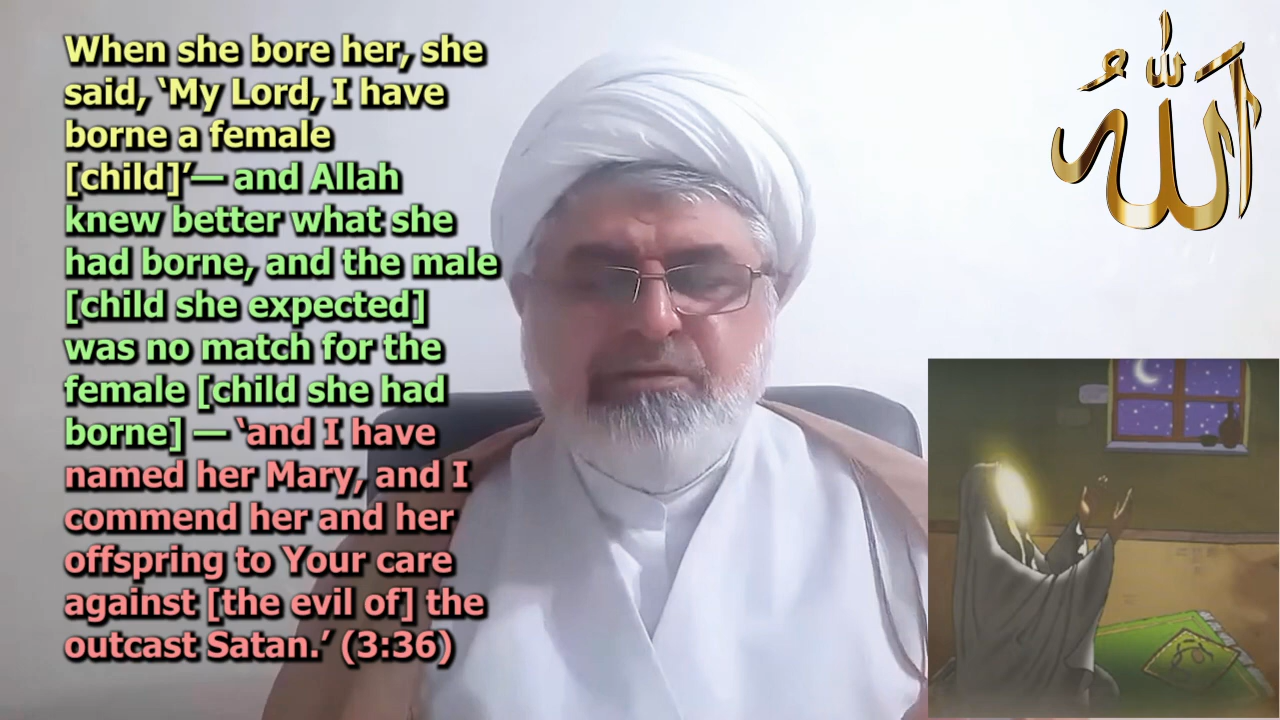 When she bore her, she
said, ‘My Lord, I have
borne a female
[child]’— and Allah
knew better what she
had borne, and the male
[child she expected]
was no match for the
female [child she had
borne] — ‘and I have
named her Mary, and I
commend her and her
offspring to Your care
against [the evil of] the
outcast Satan.’ (3:36)
الله